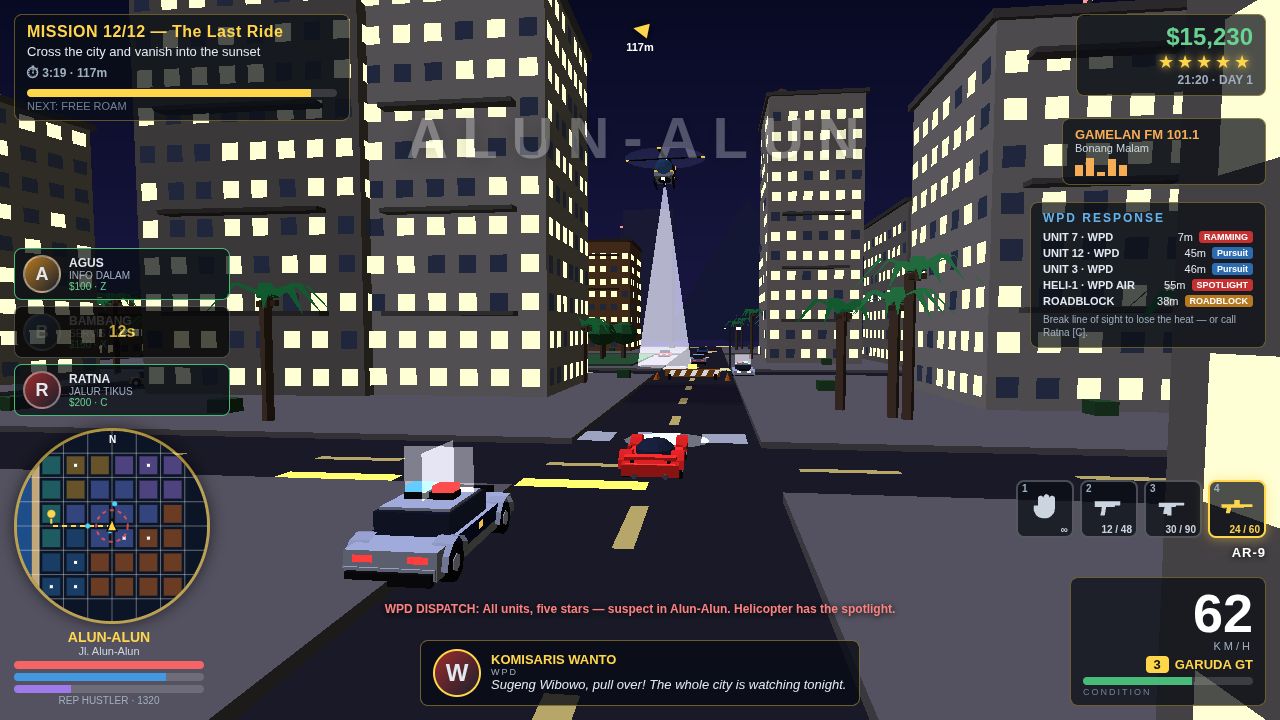 MISSION 12/12 — The Last Ride
Cross the city and vanish into the sunset
3:19 · 117m
NEXT: FREE ROAM
117m
$15,230
★★★★★
21:20 · DAY 1
ALUN-ALUN
GAMELAN FM 101.1
Bonang Malam
WPD RESPONSE
UNIT 7 · WPD 7m RAMMING
UNIT 12 · WPD 45m Pursuit
UNIT 3 · WPD 46m Pursuit
HELI-1 · WPD AIR 55m SPOTLIGHT
ROADBLOCK 38m ROADBLOCK
Break line of sight to lose the heat — or call
Ratna [C].
A
AGUS
INFO DALAM
$100 · Z
B
BAMBANG
12s
R
RATNA
JALUR TIKUS
$200 · C
N
ALUN-ALUN
Jl. Alun-Alun
REP HUSTLER · 1320
1 ∞
2 12 / 48
3 30 / 90
4 24 / 60
AR-9
WPD DISPATCH: All units, five stars — suspect in Alun-Alun. Helicopter has the spotlight.
W
KOMISARIS WANTO
WPD
Sugeng Wibowo, pull over! The whole city is watching tonight.
62
KM/H
3 GARUDA GT
CONDITION